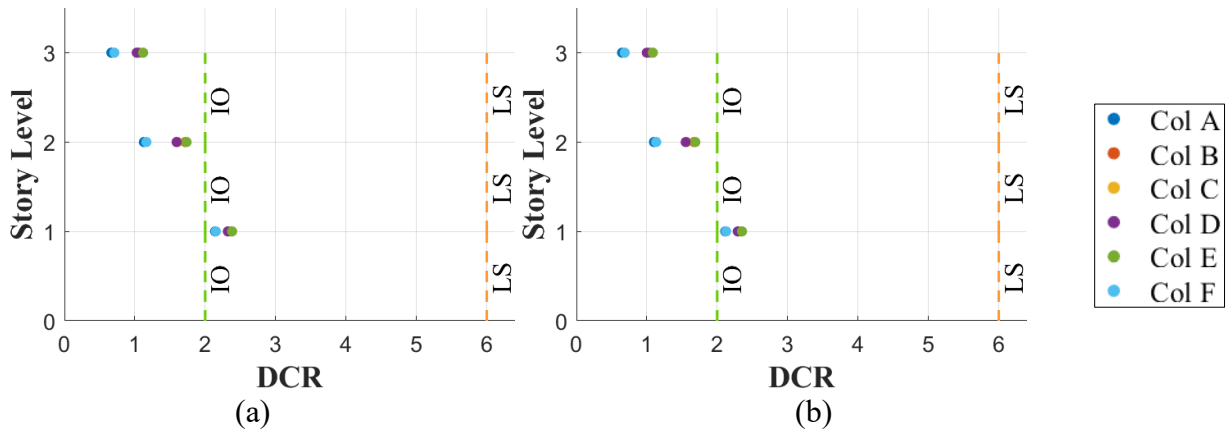 3
2
1
0
Story Level
IO
IO
IO
LS
LS
LS
0 1 2 3 4 5 6
DCR
(a)
3
2
1
0
Story Level
IO
IO
IO
LS
LS
LS
0 1 2 3 4 5 6
DCR
(b)
Col A
Col B
Col C
Col D
Col E
Col F